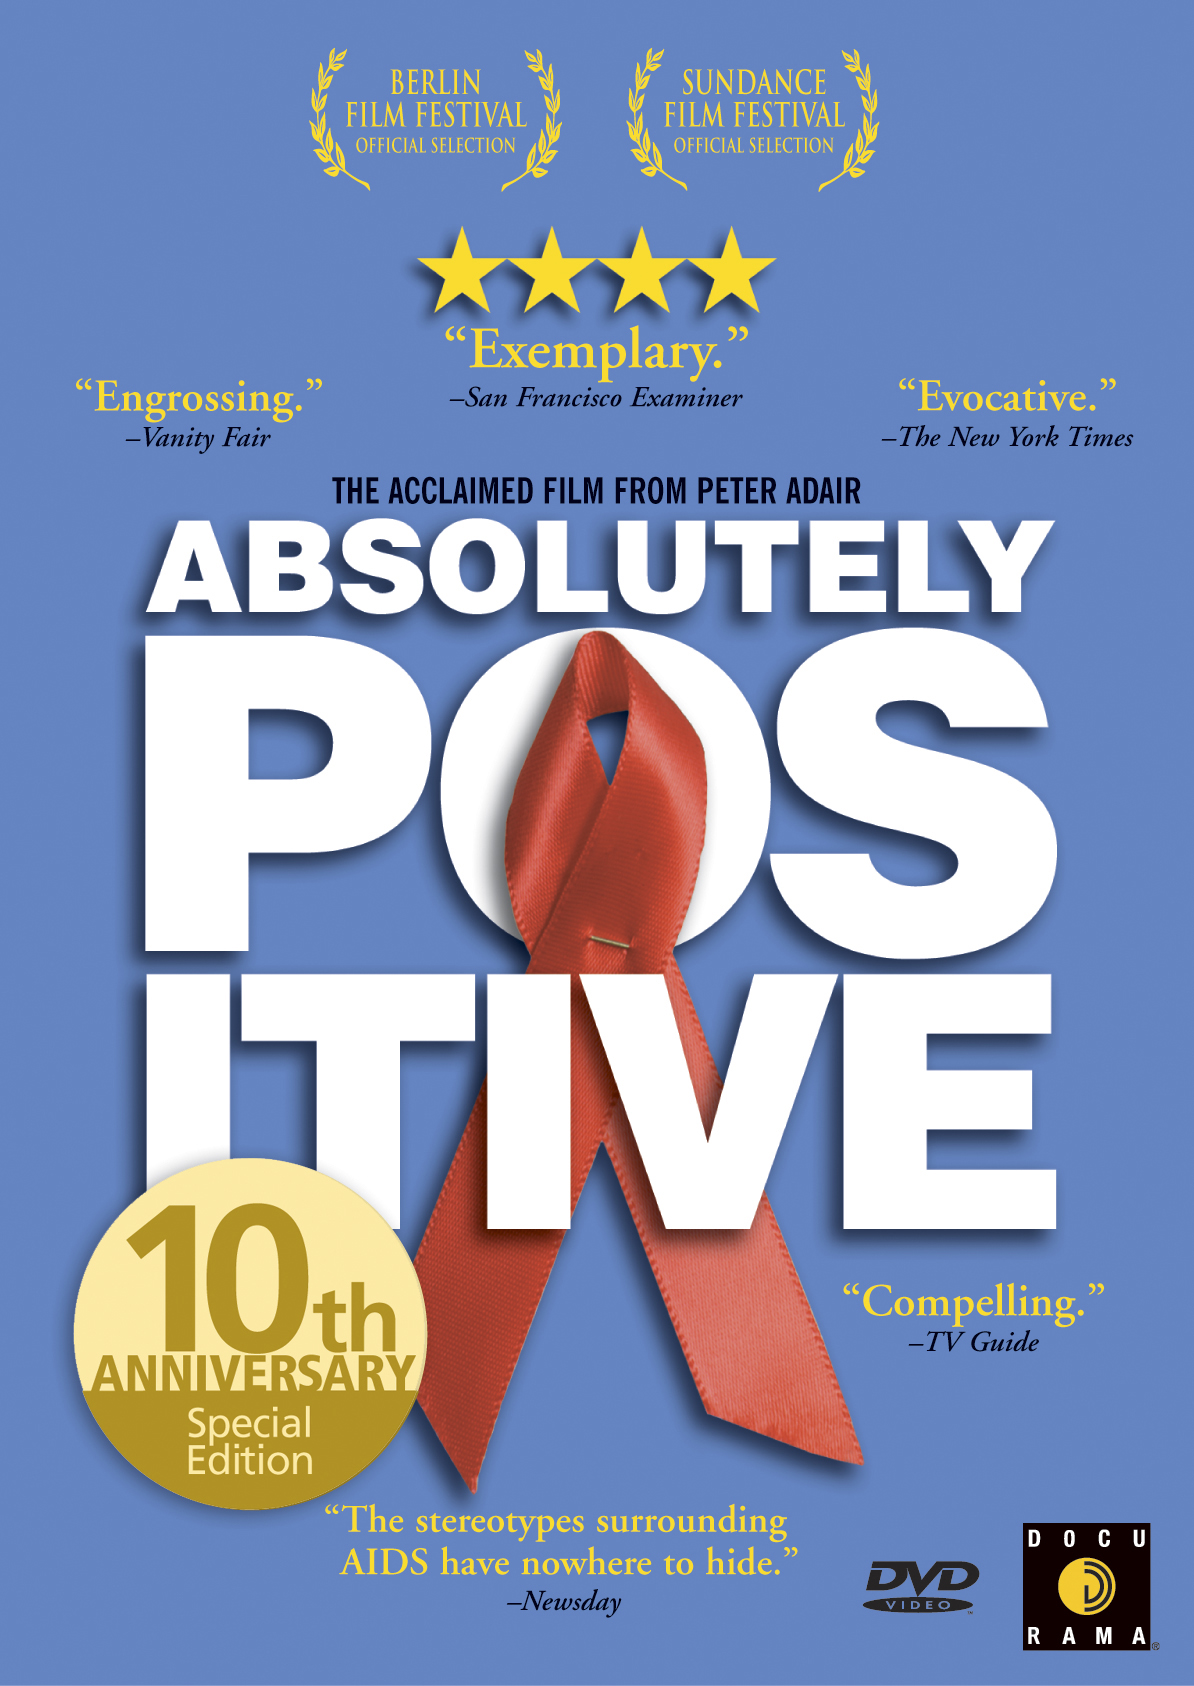 BERLIN
FILM FESTIVAL
OFFICIAL SELECTION
SUNDANCE
FILM FESTIVAL
OFFICIAL SELECTION
“Exemplary.”
–San Francisco Examiner
“Engrossing.”
–Vanity Fair
“Evocative.”
–The New York Times
THE ACCLAIMED FILM FROM PETER ADAIR
ABSOLUTELY
POS
ITIVE
10th
ANNIVERSARY
Special
Edition
“Compelling.”
–TV Guide
“The stereotypes surrounding
AIDS have nowhere to hide.”
–Newsday
DVD
VIDEO™
DOCU
RAMA®